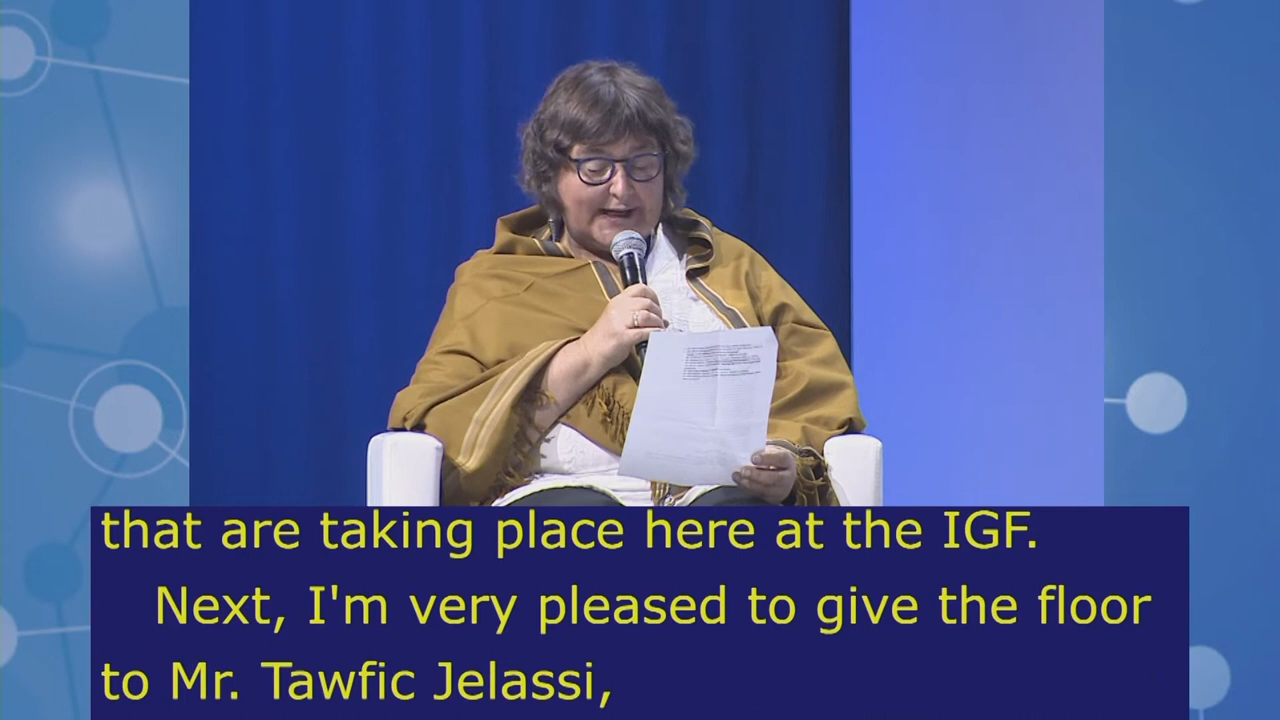 that are taking place here at the IGF.
Next, I'm very pleased to give the floor
to Mr. Tawfic Jelassi,